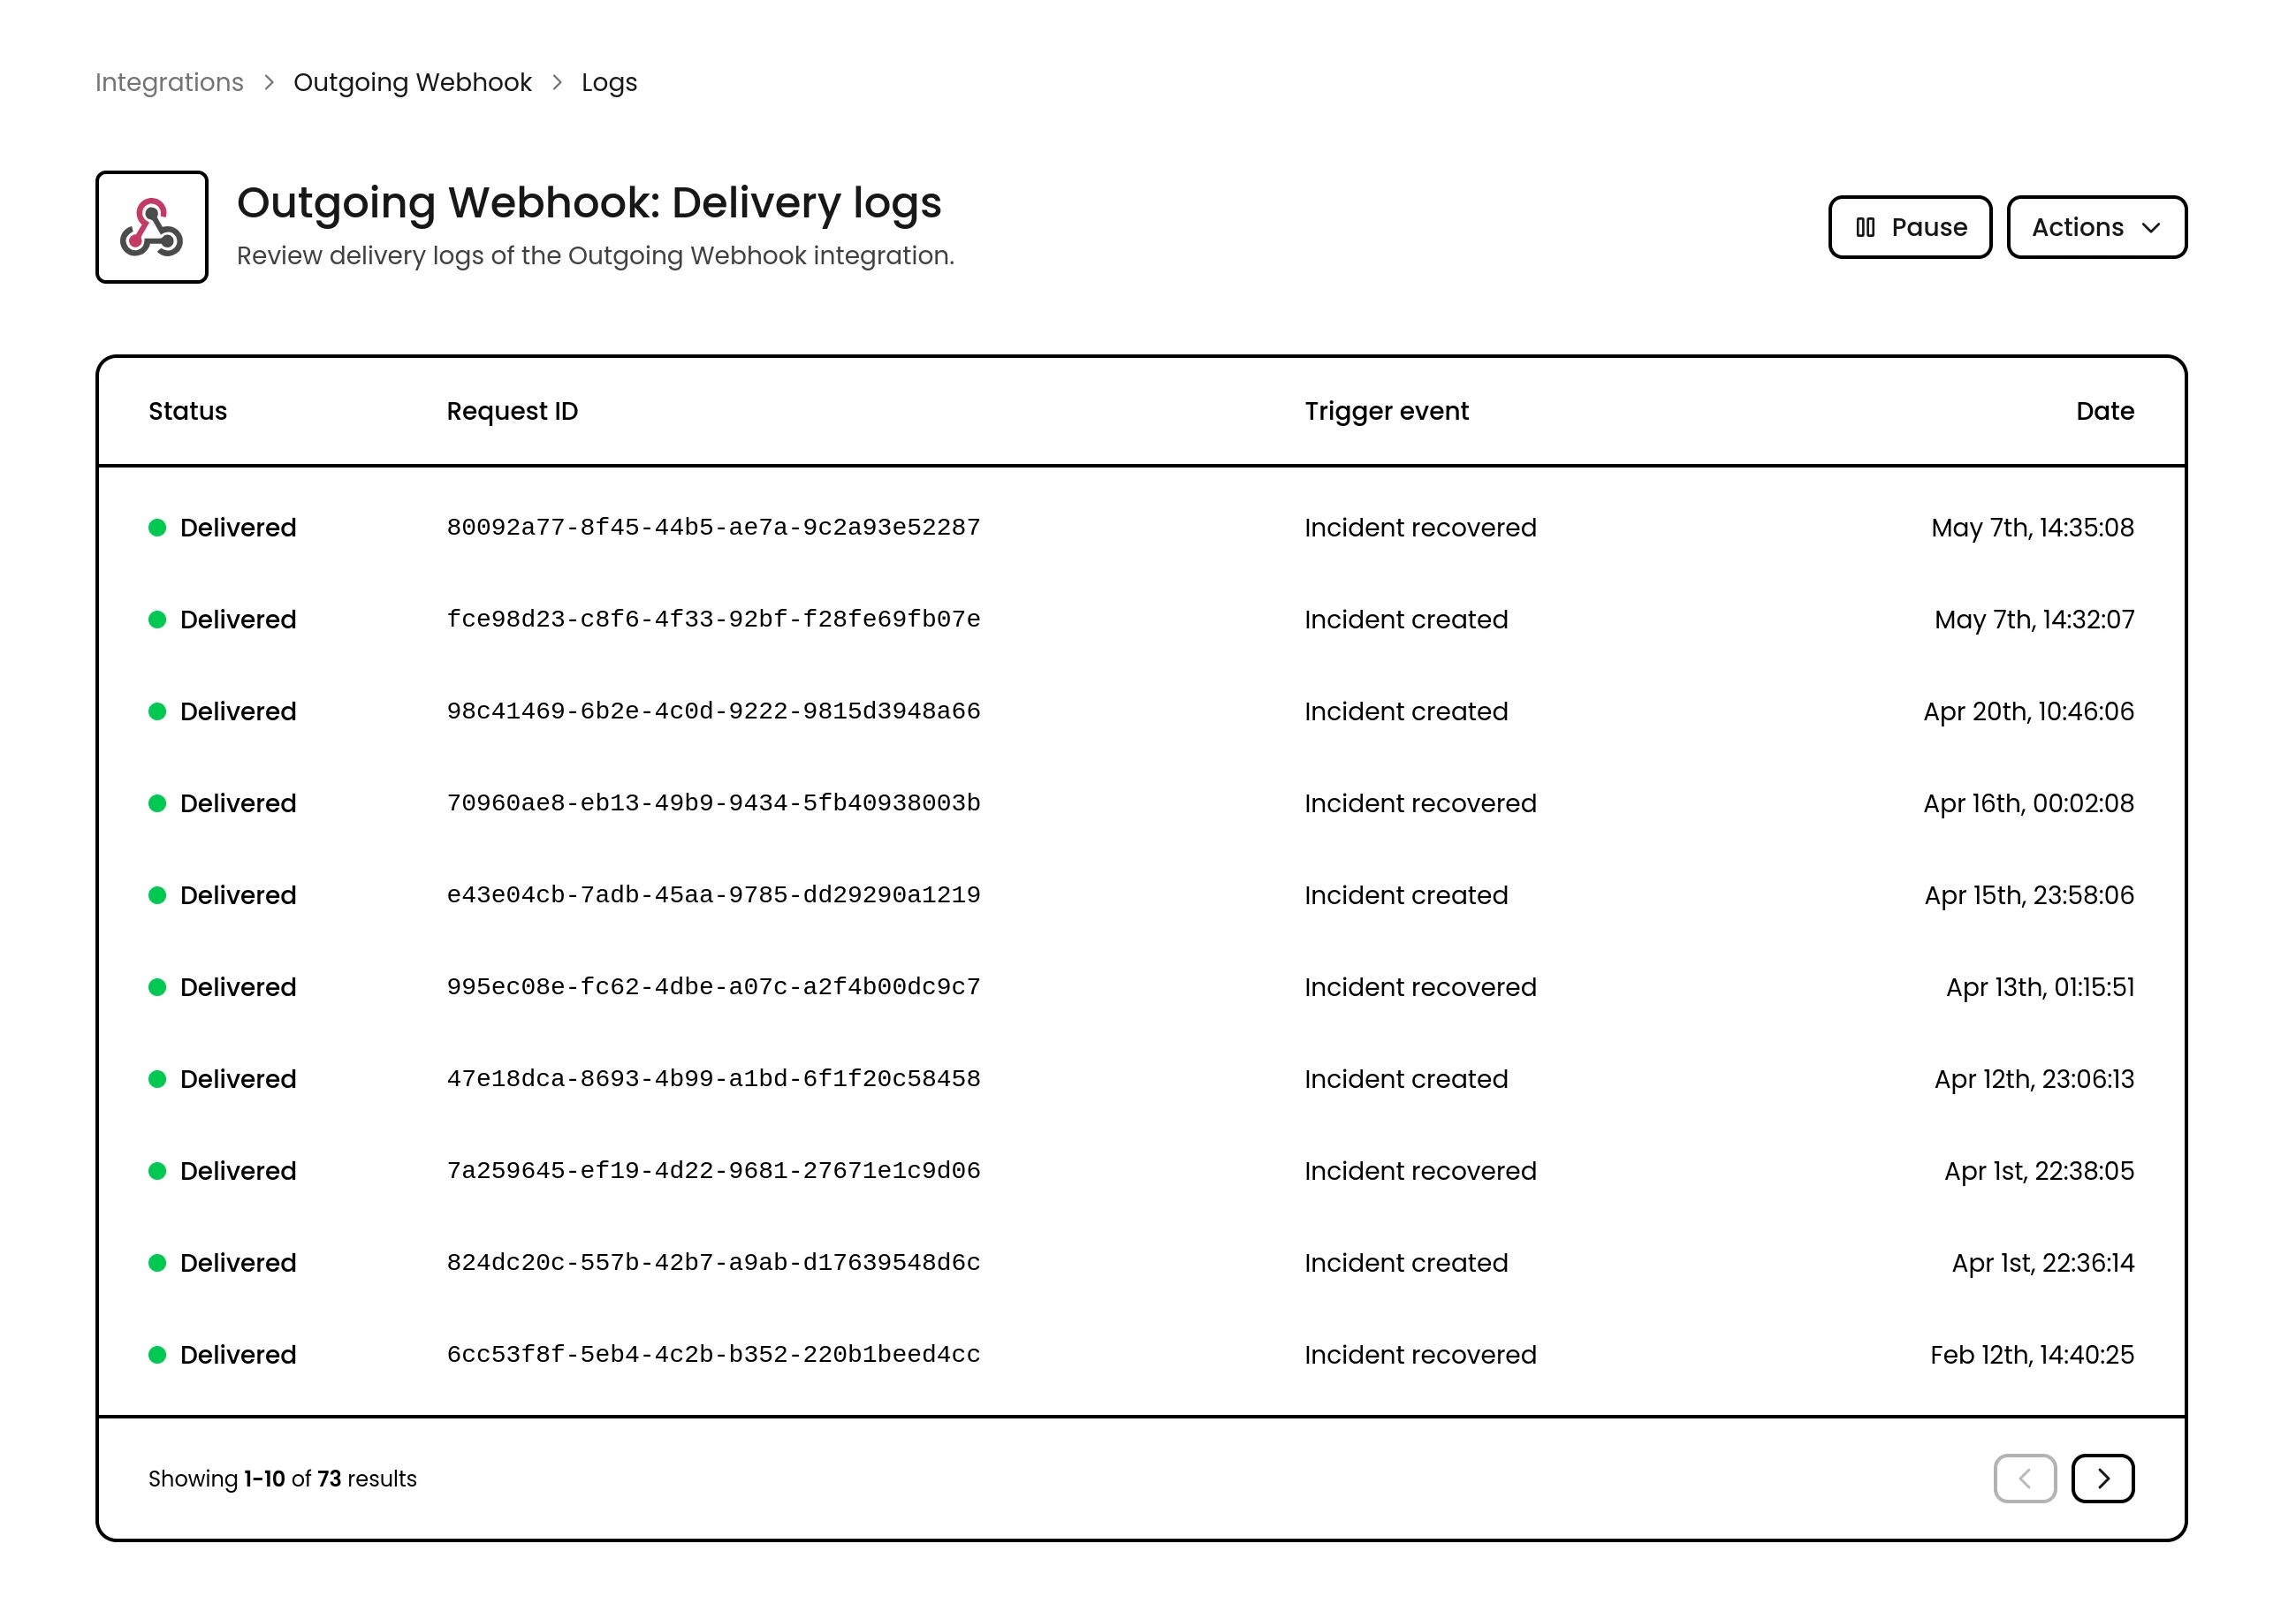 Integrations > Outgoing Webhook > Logs
Outgoing Webhook: Delivery logs
Review delivery logs of the Outgoing Webhook integration.
Pause Actions
Status Request ID Trigger event Date
Delivered 80092a77-8f45-44b5-ae7a-9c2a93e52287 Incident recovered May 7th, 14:35:08
Delivered fce98d23-c8f6-4f33-92bf-f28fe69fb07e Incident created May 7th, 14:32:07
Delivered 98c41469-6b2e-4c0d-9222-9815d3948a66 Incident created Apr 20th, 10:46:06
Delivered 70960ae8-eb13-49b9-9434-5fb40938003b Incident recovered Apr 16th, 00:02:08
Delivered e43e04cb-7adb-45aa-9785-dd29290a1219 Incident created Apr 15th, 23:58:06
Delivered 995ec08e-fc62-4dbe-a07c-a2f4b00dc9c7 Incident recovered Apr 13th, 01:15:51
Delivered 47e18dca-8693-4b99-a1bd-6f1f20c58458 Incident created Apr 12th, 23:06:13
Delivered 7a259645-ef19-4d22-9681-27671e1c9d06 Incident recovered Apr 1st, 22:38:05
Delivered 824dc20c-557b-42b7-a9ab-d17639548d6c Incident created Apr 1st, 22:36:14
Delivered 6cc53f8f-5eb4-4c2b-b352-220b1beed4cc Incident recovered Feb 12th, 14:40:25
Showing 1-10 of 73 results